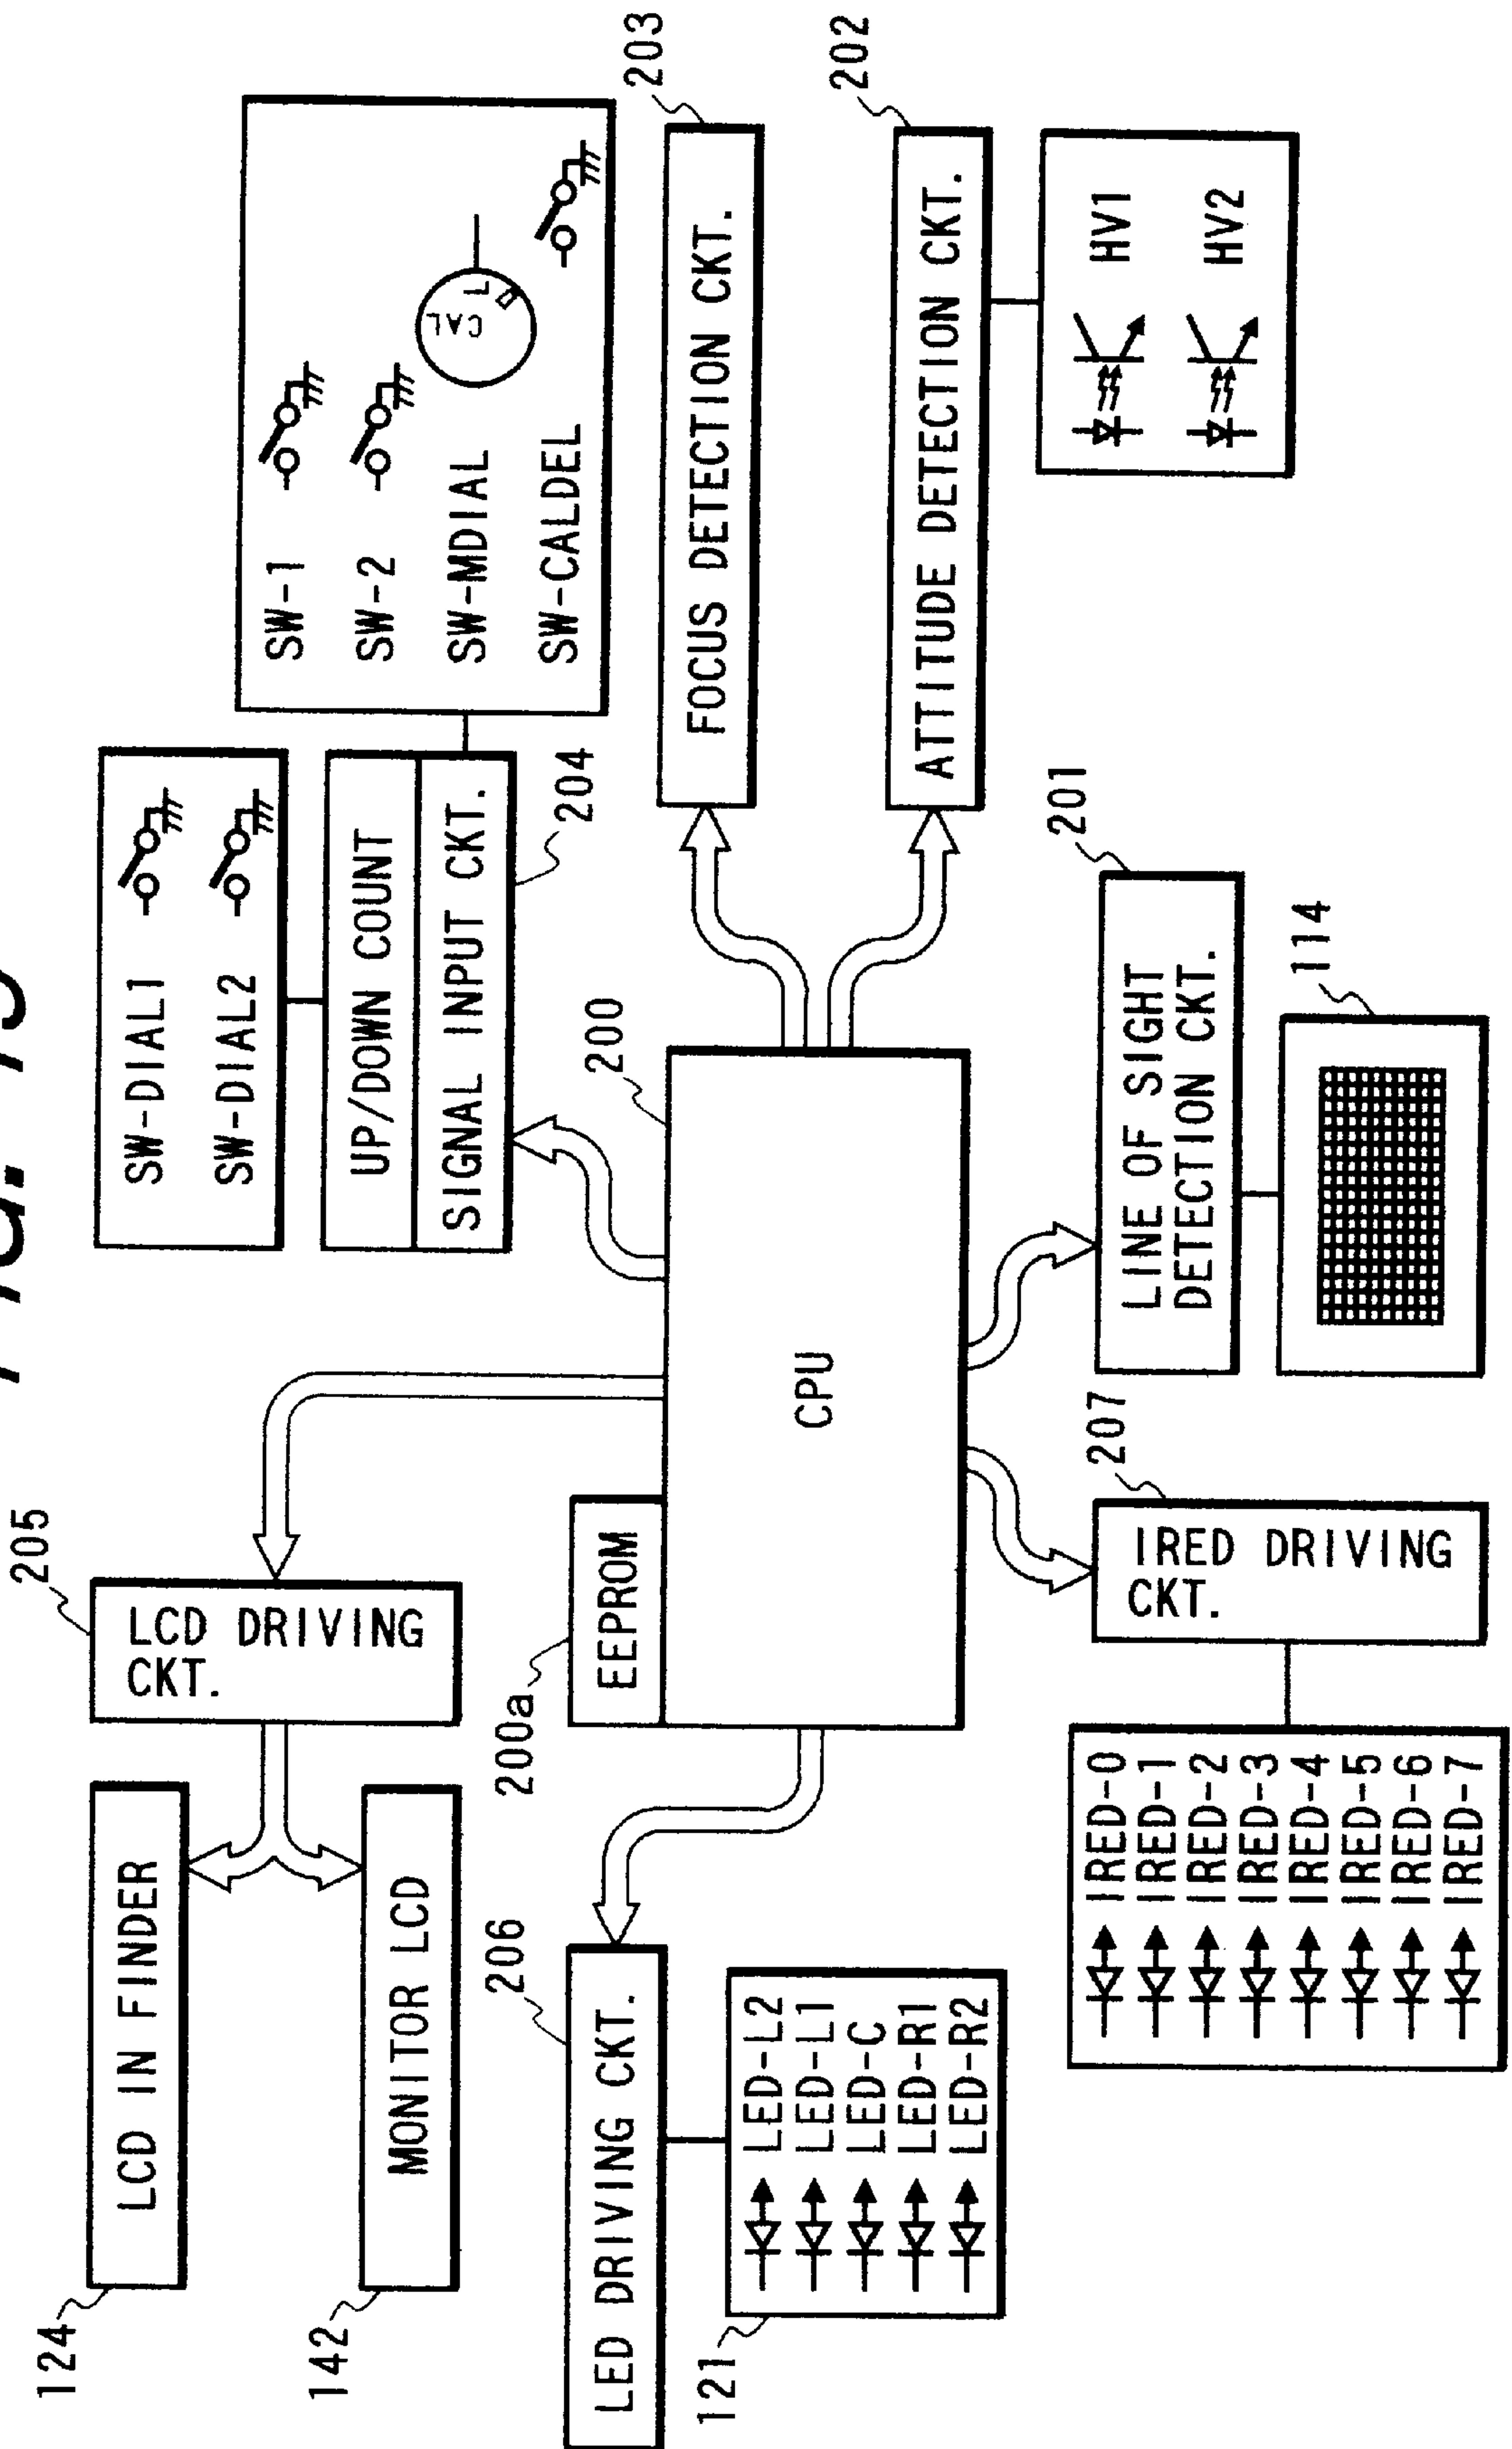 205
LCD DRIVING
CKT.
124
LCD IN FINDER
142
MONITOR LCD
SW-DIAL1
SW-DIAL2
UP/DOWN COUNT
SIGNAL INPUT CKT.
204
SW-1
SW-2
SW-MDIAL
CAL
L
SW-CALDEL
203
FOCUS DETECTION CKT.
202
ATTITUDE DETECTION CKT.
HV1
HV2
200
200a
EEPROM
CPU
206
LED DRIVING CKT.
121
LED-L2
LED-L1
LED-C
LED-R1
LED-R2
207
IRED DRIVING
CKT.
IRED-0
IRED-1
IRED-2
IRED-3
IRED-4
IRED-5
IRED-6
IRED-7
201
LINE OF SIGHT
DETECTION CKT.
114